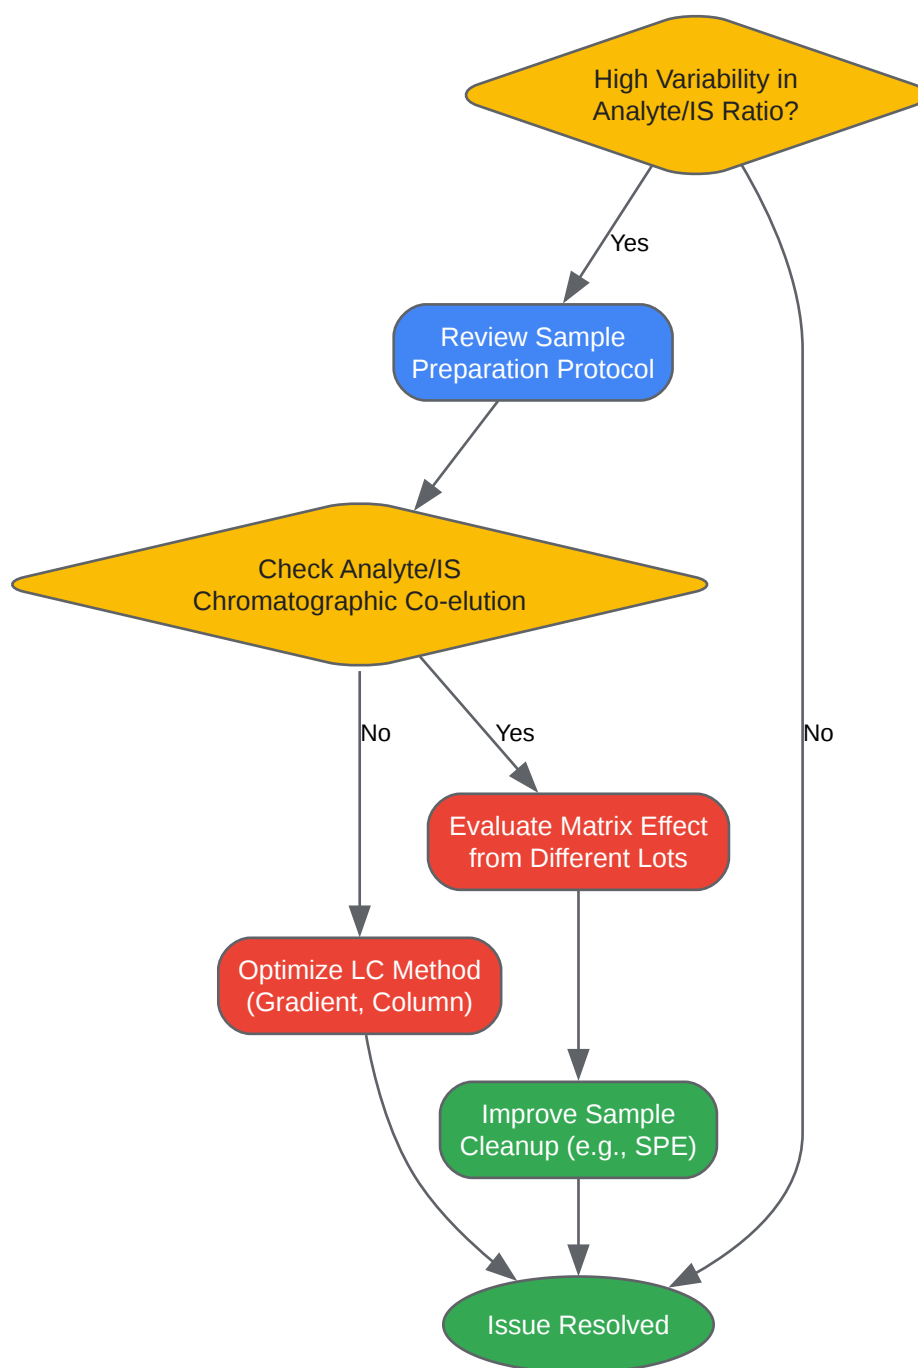 High Variability in
Analyte/IS Ratio?
Yes
Review Sample
Preparation Protocol
Check Analyte/IS
Chromatographic Co-elution
No
Yes
No
Evaluate Matrix Effect
from Different Lots
Optimize LC Method
(Gradient, Column)
Improve Sample
Cleanup (e.g., SPE)
Issue Resolved